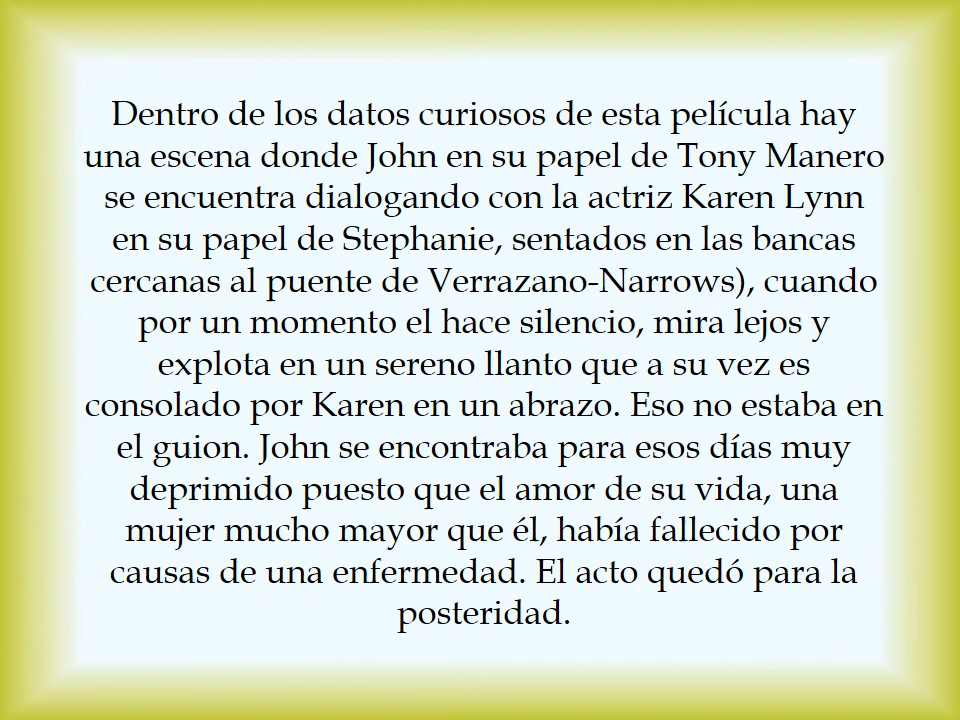 Dentro de los datos curiosos de esta película hay
una escena donde John en su papel de Tony Manero
se encuentra dialogando con la actriz Karen Lynn
en su papel de Stephanie, sentados en las bancas
cercanas al puente de Verrazano-Narrows), cuando
por un momento el hace silencio, mira lejos y
explota en un sereno llanto que a su vez es
consolado por Karen en un abrazo. Eso no estaba en
el guion. John se encontraba para esos días muy
deprimido puesto que el amor de su vida, una
mujer mucho mayor que él, había fallecido por
causas de una enfermedad. El acto quedó para la
posteridad.